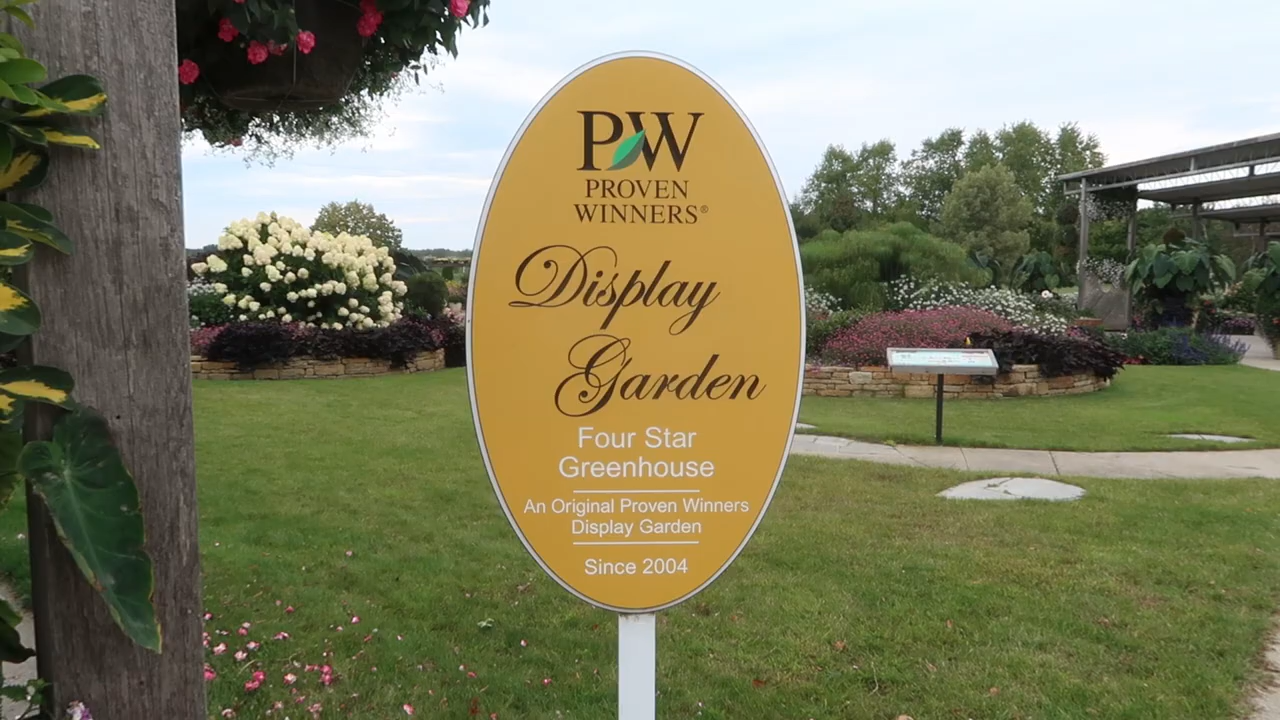 PW
PROVEN
WINNERS®
Display
Garden
Four Star
Greenhouse
An Original Proven Winners
Display Garden
Since 2004